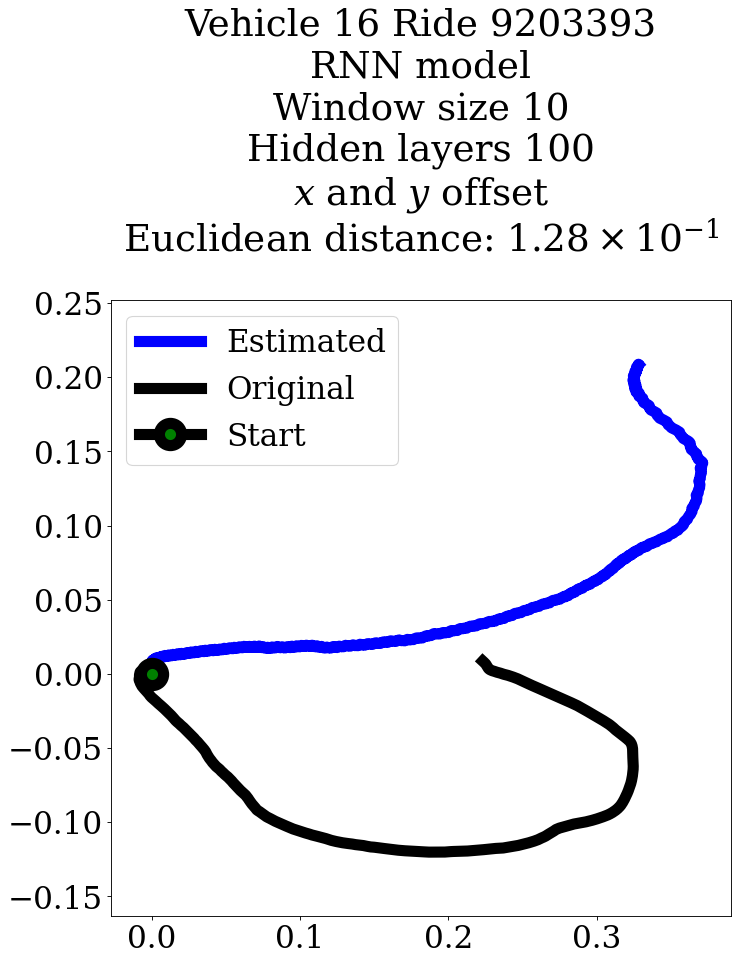 Vehicle 16 Ride 9203393
RNN model
Window size 10
Hidden layers 100
x and y offset
Euclidean distance: 1.28 × 10⁻¹
0.25
0.20
0.15
0.10
0.05
0.00
−0.05
−0.10
−0.15
Estimated
Original
Start
0.0 0.1 0.2 0.3